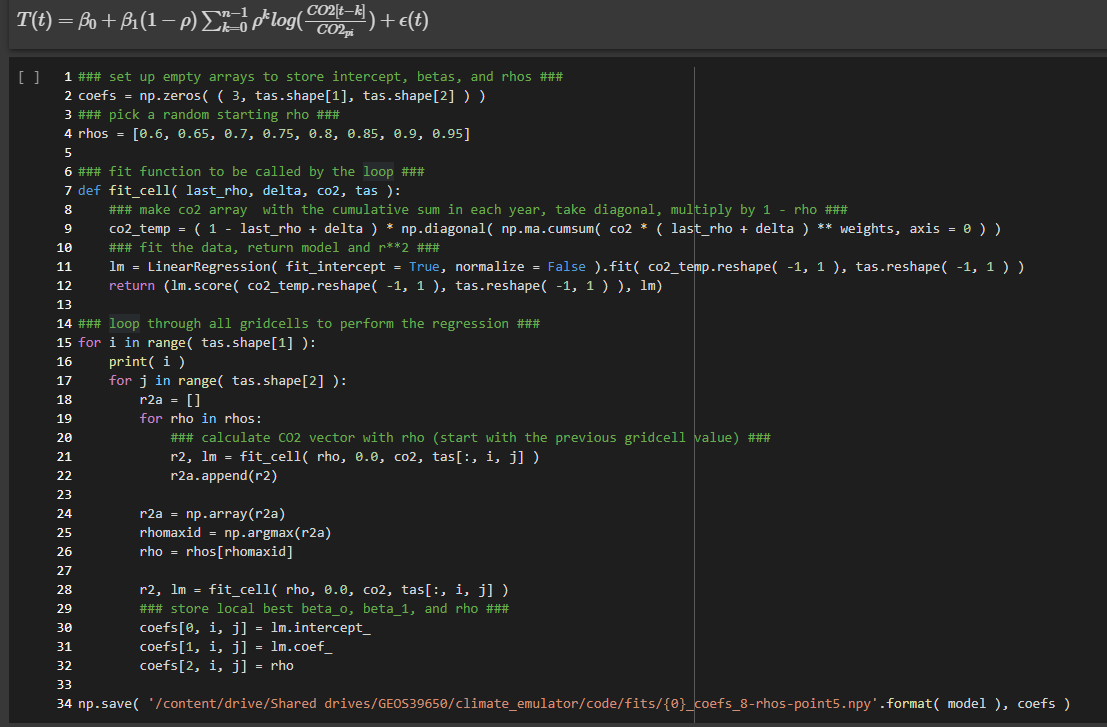 T(t) = β₀ + β₁(1 − ρ) ∑ₖ₌₀ⁿ⁻¹ ρᵏlog(CO2[t−k]/CO2ₚᵢ) + ϵ(t)
[ ] 1 ### set up empty arrays to store intercept, betas, and rhos ###
2 coefs = np.zeros( ( 3, tas.shape[1], tas.shape[2] ) )
3 ### pick a random starting rho ###
4 rhos = [0.6, 0.65, 0.7, 0.75, 0.8, 0.85, 0.9, 0.95]
5
6 ### fit function to be called by the loop ###
7 def fit_cell( last_rho, delta, co2, tas ):
8     ### make co2 array  with the cumulative sum in each year, take diagonal, multiply by 1 - rho ###
9     co2_temp = ( 1 - last_rho + delta ) * np.diagonal( np.ma.cumsum( co2 * ( last_rho + delta ) ** weights, axis = 0 ) )
10     ### fit the data, return model and r**2 ###
11     lm = LinearRegression( fit_intercept = True, normalize = False ).fit( co2_temp.reshape( -1, 1 ), tas.reshape( -1, 1 ) )
12     return (lm.score( co2_temp.reshape( -1, 1 ), tas.reshape( -1, 1 ) ), lm)
13
14 ### loop through all gridcells to perform the regression ###
15 for i in range( tas.shape[1] ):
16     print( i )
17     for j in range( tas.shape[2] ):
18         r2a = []
19         for rho in rhos:
20             ### calculate CO2 vector with rho (start with the previous gridcell value) ###
21             r2, lm = fit_cell( rho, 0.0, co2, tas[:, i, j] )
22             r2a.append(r2)
23
24         r2a = np.array(r2a)
25         rhomaxid = np.argmax(r2a)
26         rho = rhos[rhomaxid]
27
28         r2, lm = fit_cell( rho, 0.0, co2, tas[:, i, j] )
29         ### store local best beta_o, beta_1, and rho ###
30         coefs[0, i, j] = lm.intercept_
31         coefs[1, i, j] = lm.coef_
32         coefs[2, i, j] = rho
33
34 np.save( '/content/drive/Shared drives/GEOS39650/climate_emulator/code/fits/{0}_coefs_8-rhos-point5.npy'.format( model ), coefs )